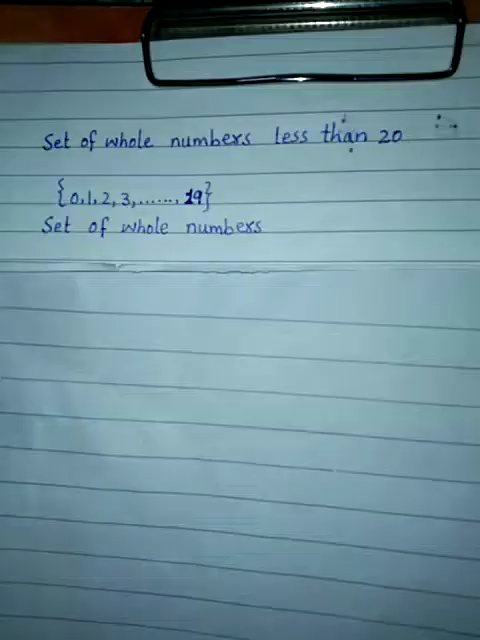 Set of whole numbers less than 20 ∴
{0,1,2,3,......,19}
Set of whole numbers